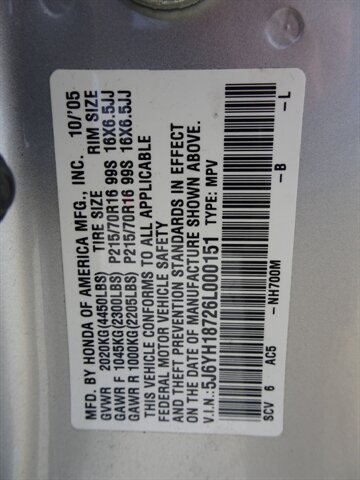 MFD. BY HONDA OF AMERICA MFG., INC. 10/'05
GVWR 2020KG(4450LBS) TIRE SIZE RIM SIZE
GAWR F 1045KG(2300LBS) P215/70R16 99S 16X6.5JJ
GAWR R 1000KG(2205LBS) P215/70R16 99S 16X6.5JJ
THIS VEHICLE CONFORMS TO ALL APPLICABLE
FEDERAL MOTOR VEHICLE SAFETY, BUMPER,
AND THEFT PREVENTION STANDARDS IN EFFECT
ON THE DATE OF MANUFACTURE SHOWN ABOVE.
V.I.N.: 5J6YH18726L000151 TYPE: MPV
SCV 6 AC5 -NH700M -B -L